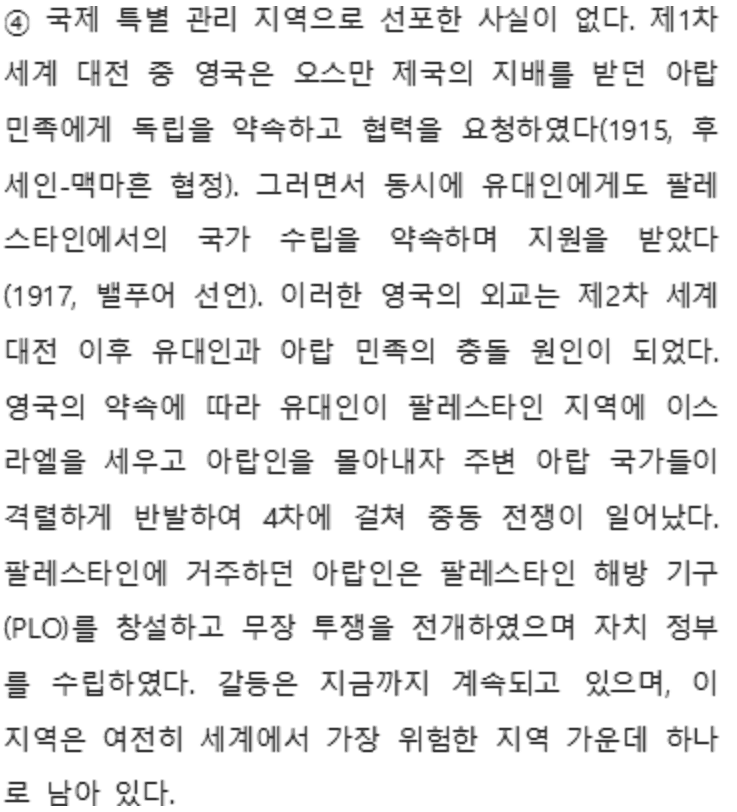 ④ 국제 특별 관리 지역으로 선포한 사실이 없다. 제1차
세계 대전 중 영국은 오스만 제국의 지배를 받던 아랍
민족에게 독립을 약속하고 협력을 요청하였다(1915, 후
세인-맥마흔 협정). 그러면서 동시에 유대인에게도 팔레
스타인에서의 국가 수립을 약속하며 지원을 받았다
(1917, 밸푸어 선언). 이러한 영국의 외교는 제2차 세계
대전 이후 유대인과 아랍 민족의 충돌 원인이 되었다.
영국의 약속에 따라 유대인이 팔레스타인 지역에 이스
라엘을 세우고 아랍인을 몰아내자 주변 아랍 국가들이
격렬하게 반발하여 4차에 걸쳐 중동 전쟁이 일어났다.
팔레스타인에 거주하던 아랍인은 팔레스타인 해방 기구
(PLO)를 창설하고 무장 투쟁을 전개하였으며 자치 정부
를 수립하였다. 갈등은 지금까지 계속되고 있으며, 이
지역은 여전히 세계에서 가장 위험한 지역 가운데 하나
로 남아 있다.